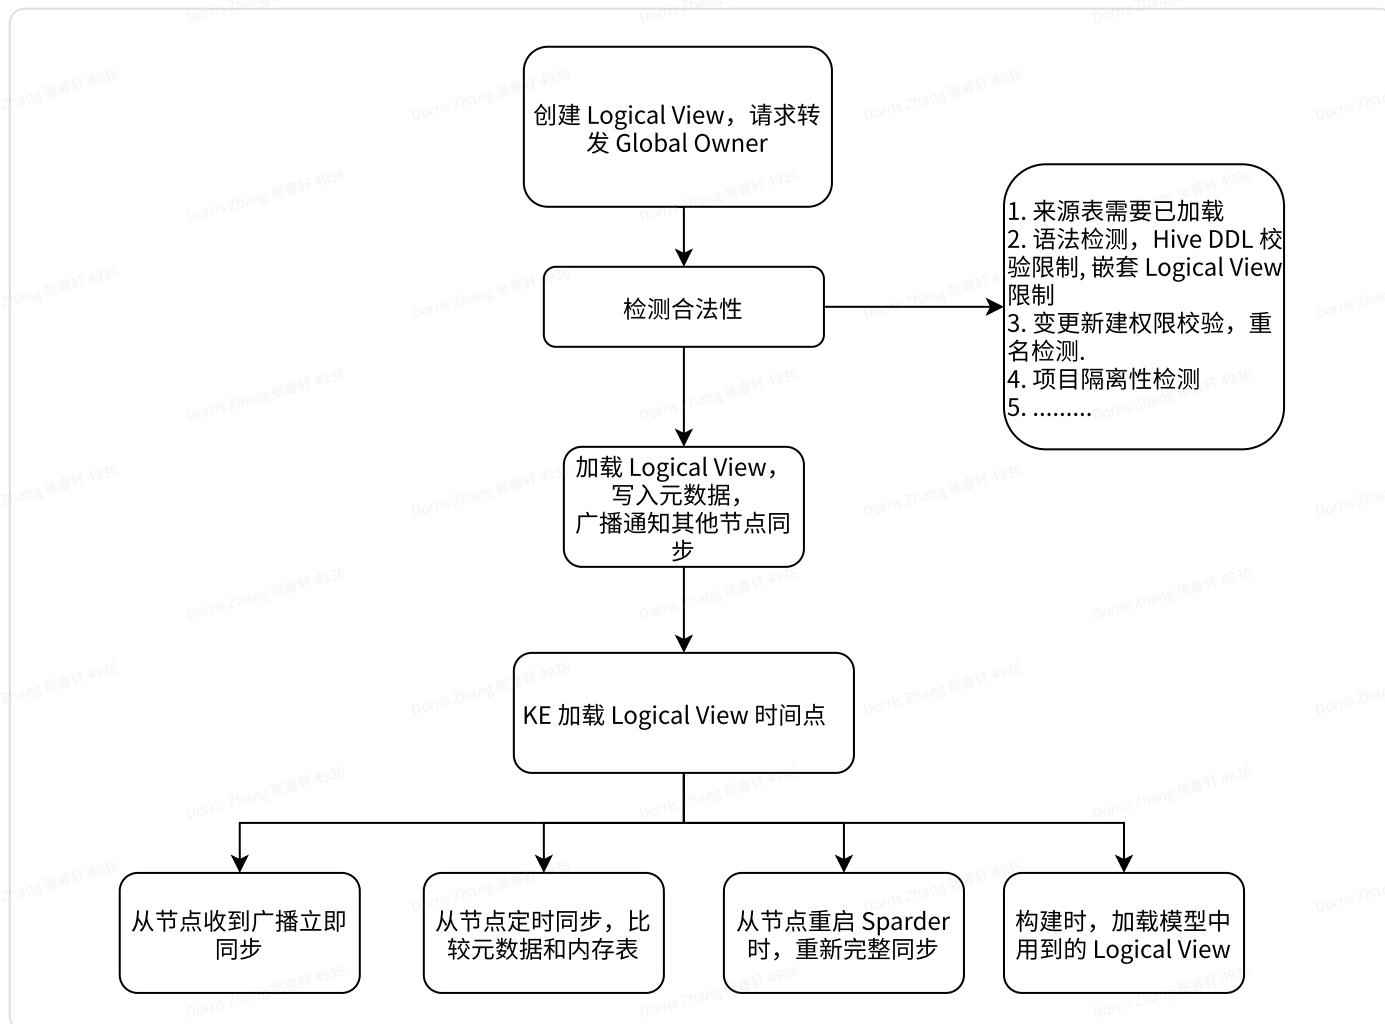 创建 Logical View，请求转
发 Global Owner
检测合法性
1. 来源表需要已加载
2. 语法检测，Hive DDL 校
验限制, 嵌套 Logical View
限制
3. 变更新建权限校验，重
名检测.
4. 项目隔离性检测
5. .........
加载 Logical View，
写入元数据，
广播通知其他节点同
步
KE 加载 Logical View 时间点
从节点收到广播立即
同步
从节点定时同步，比
较元数据和内存表
从节点重启 Sparder
时，重新完整同步
构建时，加载模型中
用到的 Logical View
Dorris Zhang 张睿轩 4936